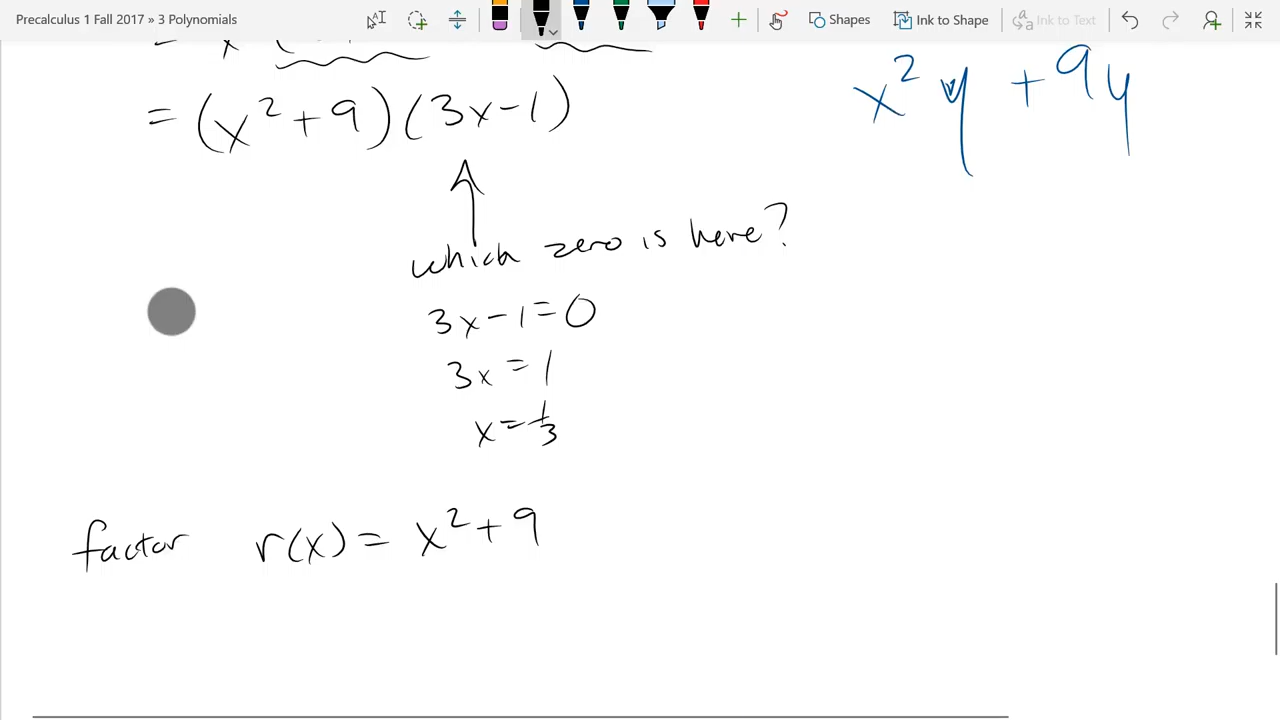 Precalculus 1 Fall 2017 » 3 Polynomials
Shapes
Ink to Shape
Ink to Text
= (x²+9)(3x-1)
x²y +9y
which zero is here?
3x-1=0
3x=1
x=1/3
factor r(x) = x²+9